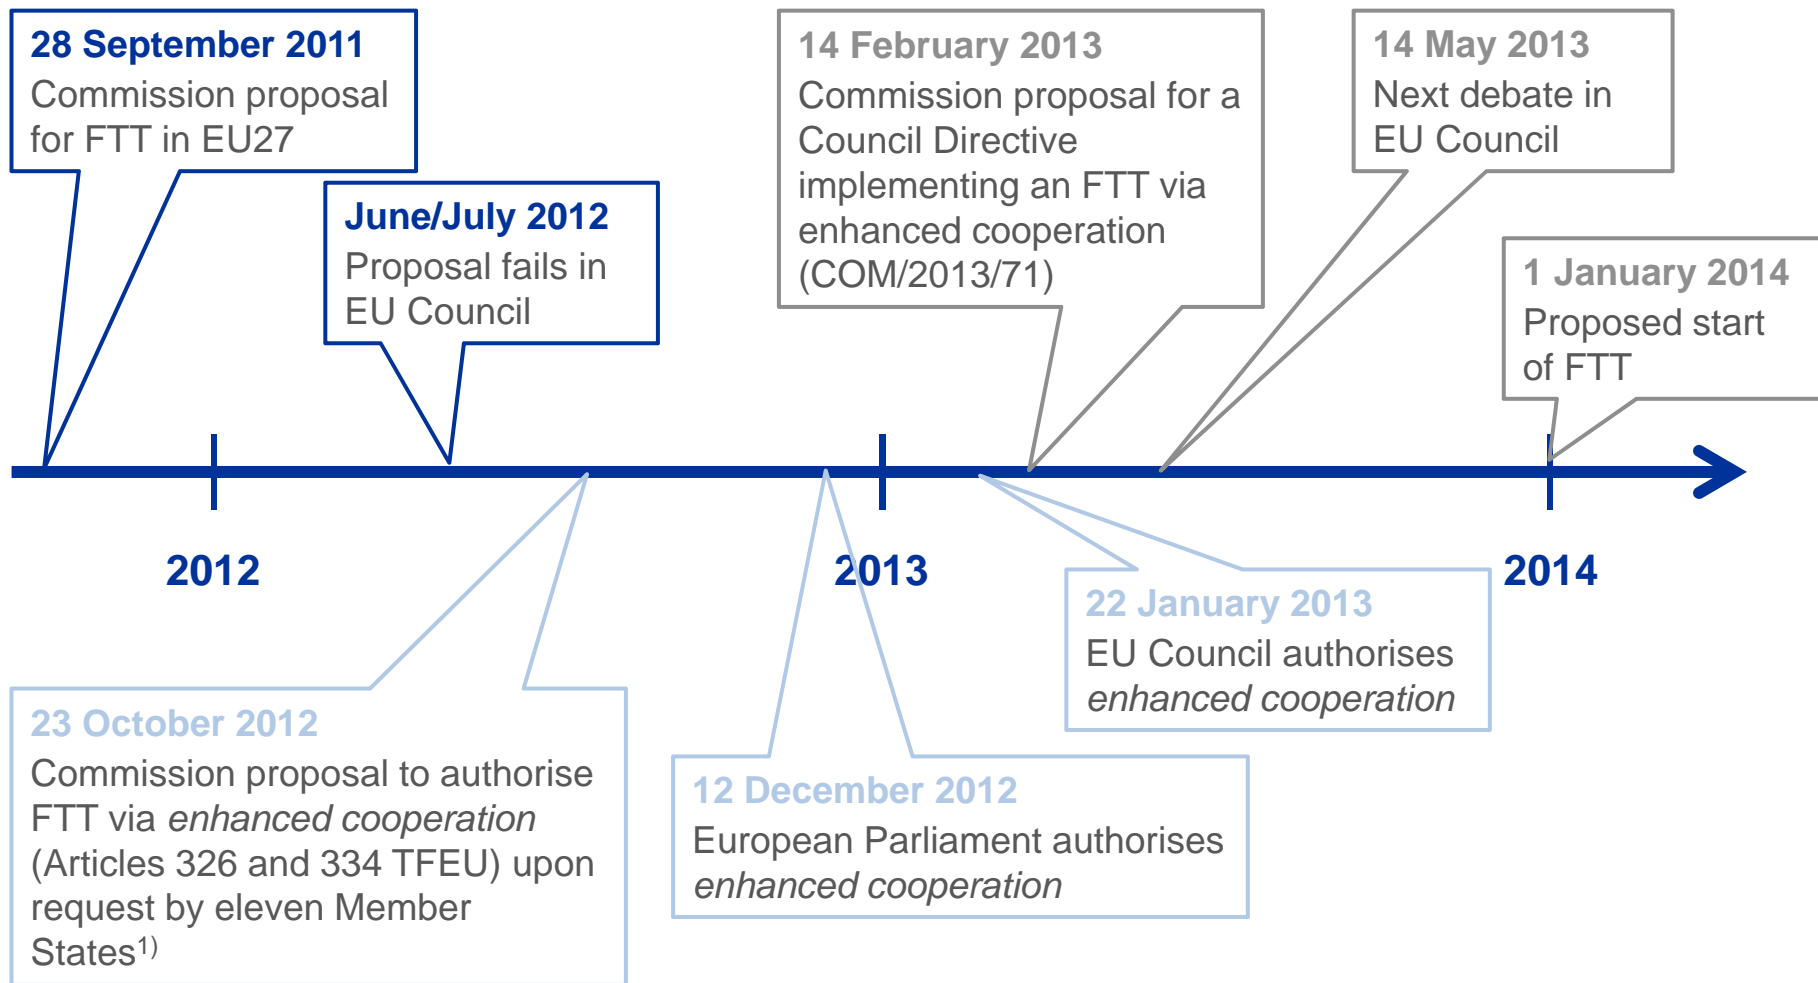 28 September 2011
Commission proposal
for FTT in EU27
June/July 2012
Proposal fails in
EU Council
14 February 2013
Commission proposal for a
Council Directive
implementing an FTT via
enhanced cooperation
(COM/2013/71)
14 May 2013
Next debate in
EU Council
1 January 2014
Proposed start
of FTT
2012
2013
2014
23 October 2012
Commission proposal to authorise
FTT via enhanced cooperation
(Articles 326 and 334 TFEU) upon
request by eleven Member
States1)
12 December 2012
European Parliament authorises
enhanced cooperation
22 January 2013
EU Council authorises
enhanced cooperation